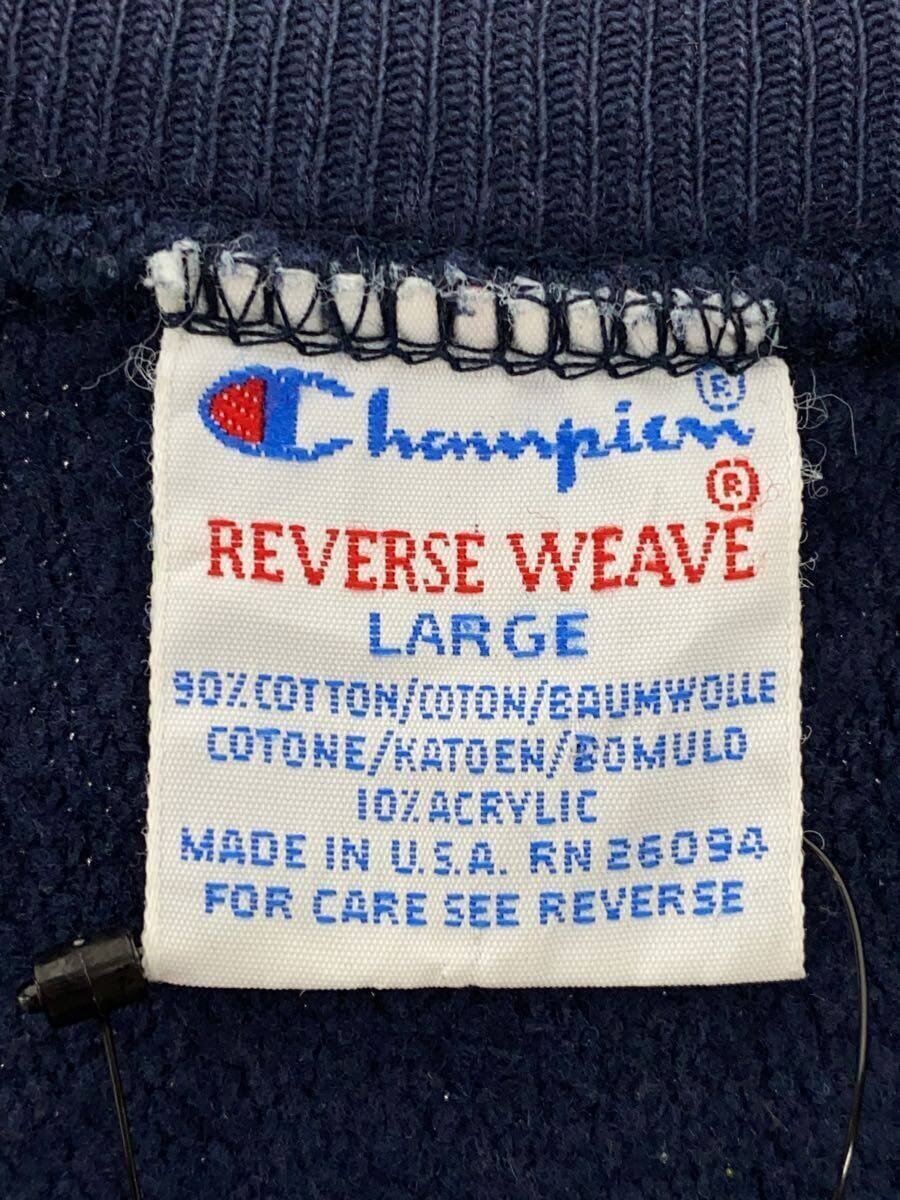 Champion®
®
REVERSE WEAVE
LARGE
90% COTTON/COTON/BAUMWOLLE
COTONE/KATOEN/BOMULD
10% ACRYLIC
MADE IN U.S.A. RN 26094
FOR CARE SEE REVERSE